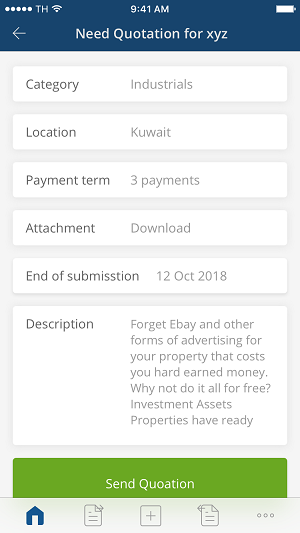 TH 9:41 AM
Need Quotation for xyz
Category Industrials
Location Kuwait
Payment term 3 payments
Attachment Download
End of submisstion 12 Oct 2018
Description Forget Ebay and other
forms of advertising for
your property that costs
you hard earned money.
Why not do it all for free?
Investment Assets
Properties have ready
Send Quoation